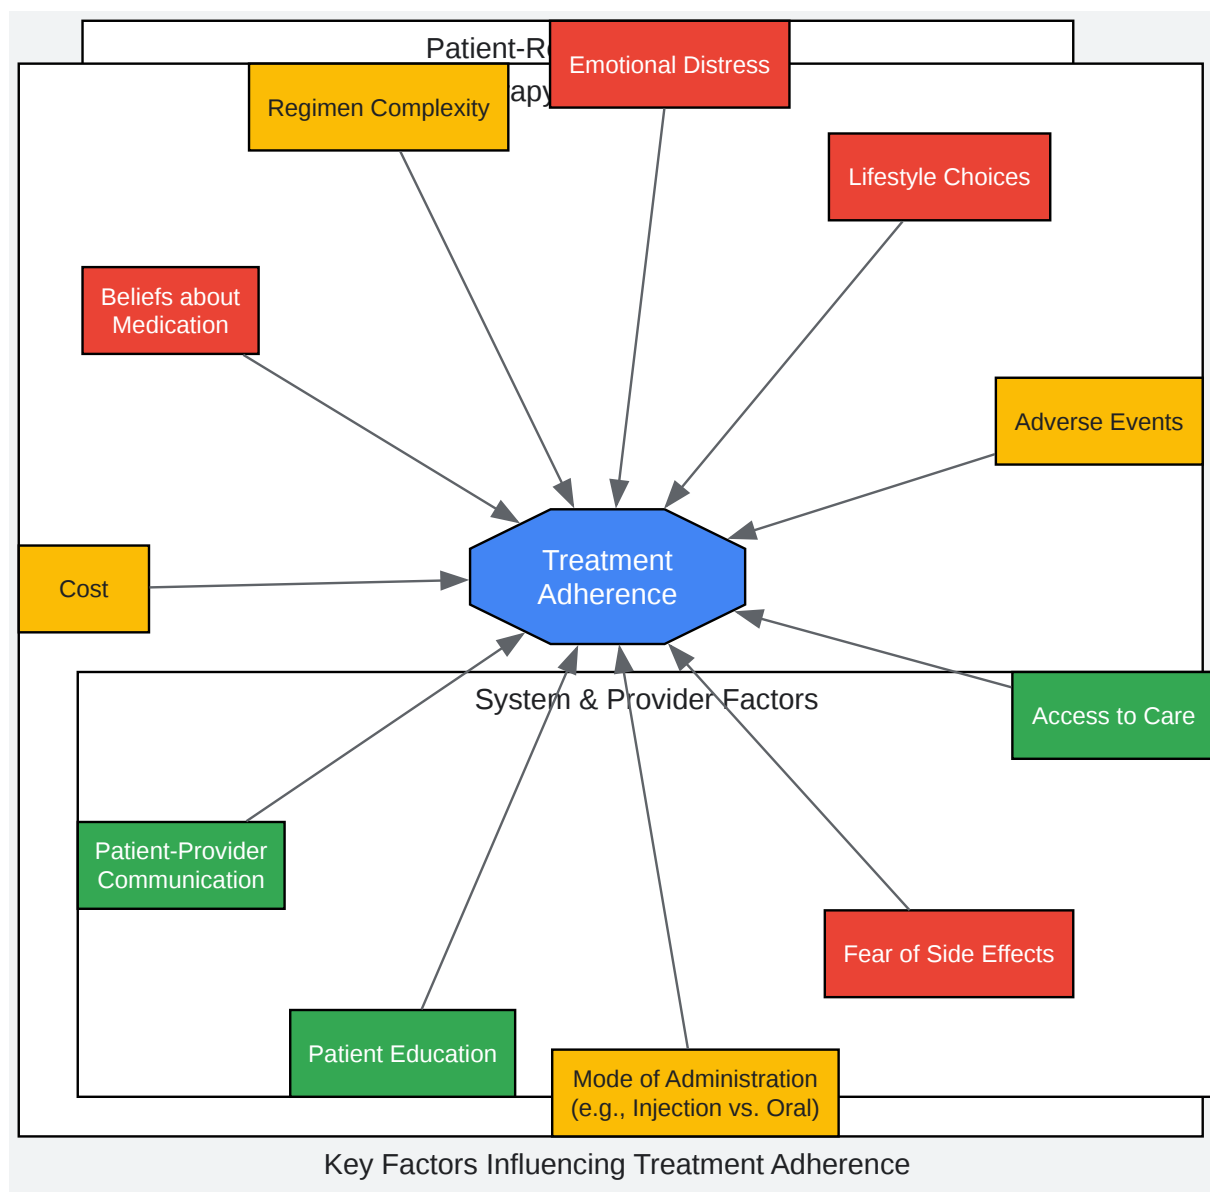 Patient-Re
Emotional Distress
apy
Regimen Complexity
Lifestyle Choices
Beliefs about
Medication
Adverse Events
Treatment
Adherence
Cost
System & Provider Factors
Access to Care
Patient-Provider
Communication
Fear of Side Effects
Patient Education
Mode of Administration
(e.g., Injection vs. Oral)
Key Factors Influencing Treatment Adherence